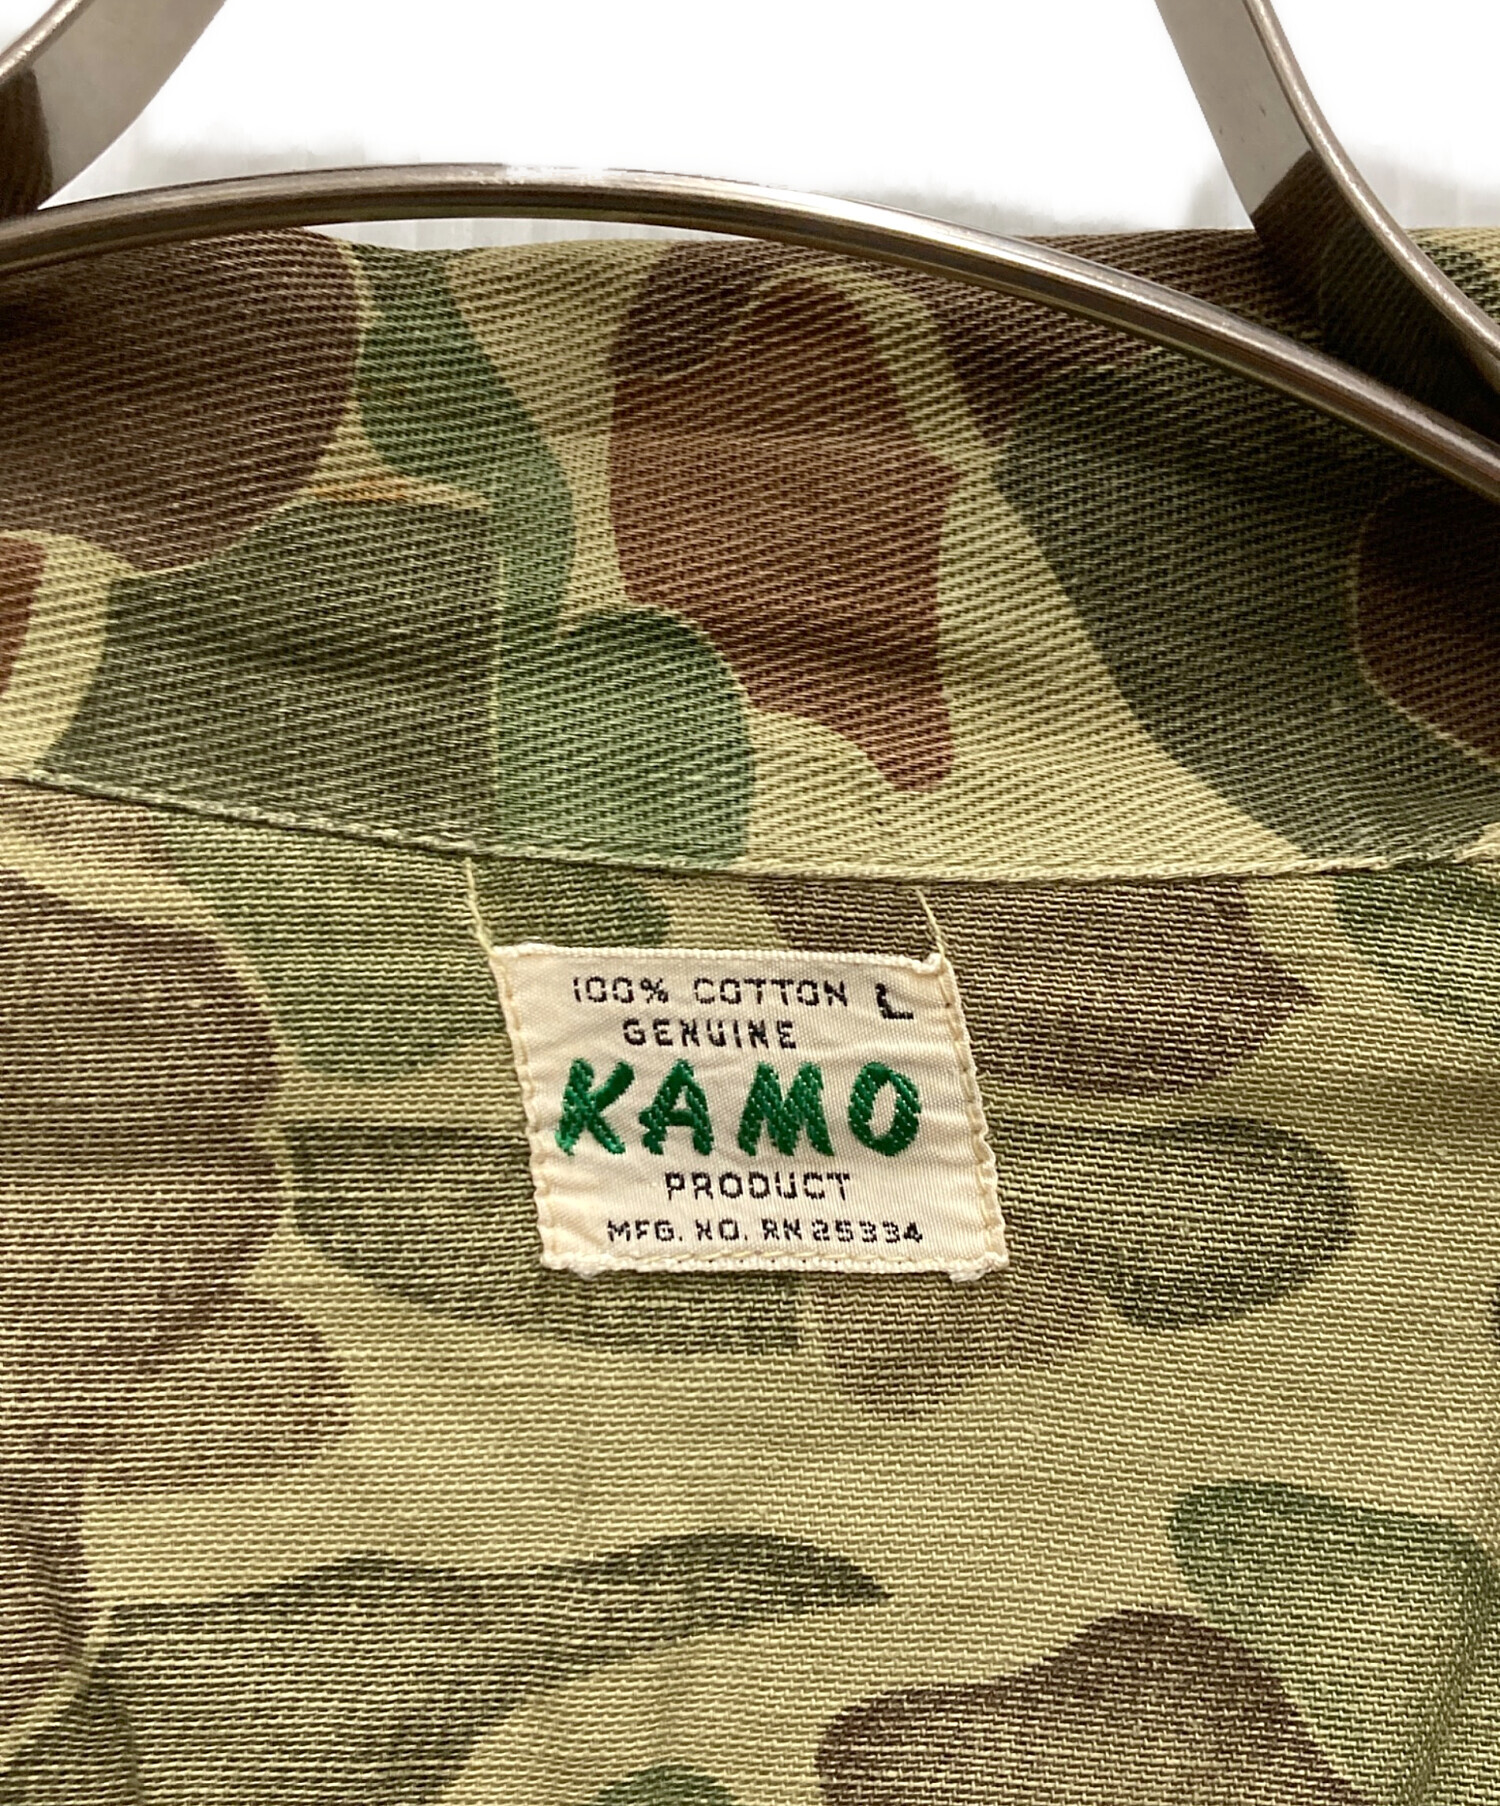 100% COTTON L
GENUINE
KAMO
PRODUCT
MFG. NO. RN 25334